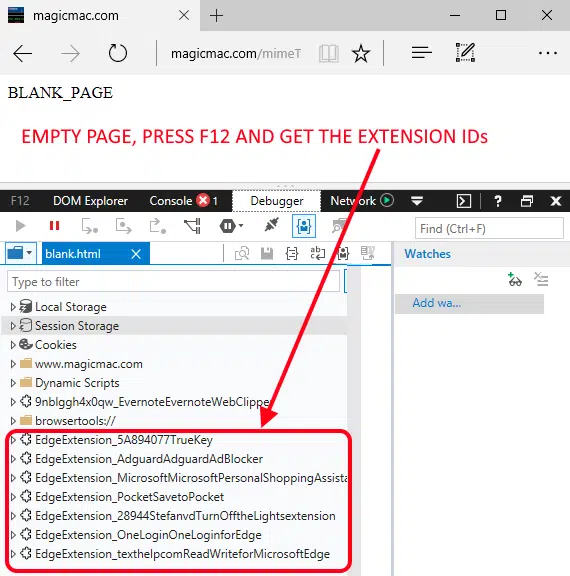 magicmac.com
magicmac.com/mimeT
BLANK_PAGE
EMPTY PAGE, PRESS F12 AND GET THE EXTENSION IDs
F12 DOM Explorer Console 1 Debugger Network ?
Find (Ctrl+F)
blank.html
Watches
Type to filter
Add wa...
Local Storage
Session Storage
Cookies
www.magicmac.com
Dynamic Scripts
9nblggh4x0qw_EvernoteEvernoteWebClipper
browsertools://
EdgeExtension_5A894077TrueKey
EdgeExtension_AdguardAdguardAdBlocker
EdgeExtension_MicrosoftMicrosoftPersonalShoppingAssista
EdgeExtension_PocketSavetoPocket
EdgeExtension_28944StefanvdTurnOfftheLightsextension
EdgeExtension_OneLoginOneLoginforEdge
EdgeExtension_texthelpcomReadWriteforMicrosoftEdge